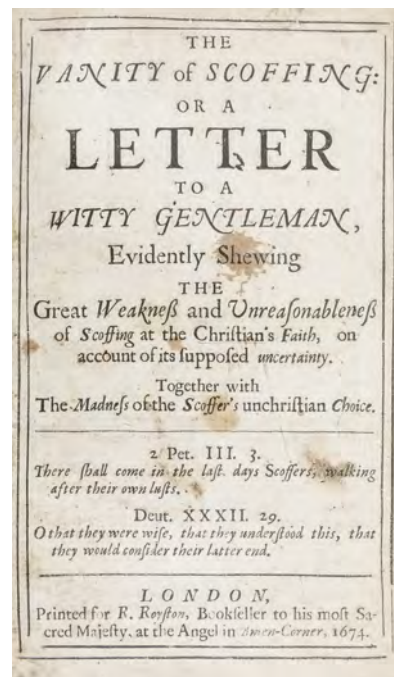 THE
VANITY of SCOFFING:
OR A
LETTER
TO A
WITTY GENTLEMAN,
Evidently Shewing
THE
Great Weakneß and Unreaſonableneß
of Scoffing at the Chriſtian's Faith, on
account of its ſuppoſed uncertainty.
Together with
The Madneſs of the Scoffer's unchriſtian Choice.
2 Pet. III. 3.
There ſhall come in the laſt days Scoffers, walking
after their own luſts.
Deut. XXXII. 29.
O that they were wiſe, that they underſtood this, that
they would conſider their latter end.
LONDON,
Printed for R. Royſton, Bookſeller to his moſt Sa-
cred Majeſty, at the Angel in Amen-Corner, 1674.